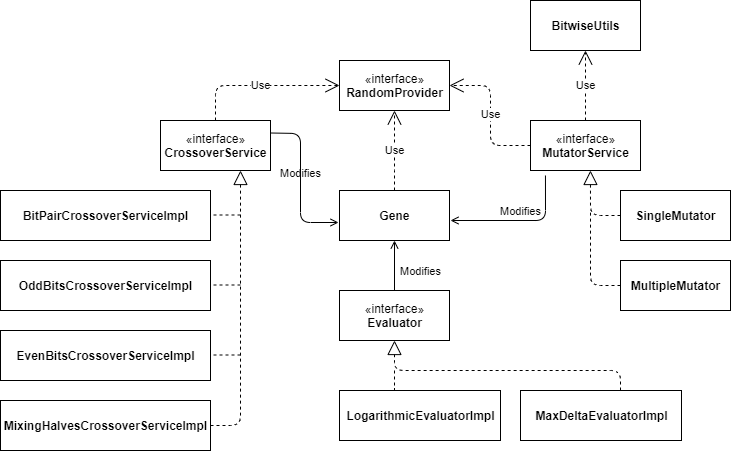 BitwiseUtils
«interface»
RandomProvider
Use
Use
Use
«interface»
CrossoverService
Use
«interface»
MutatorService
Modifies
BitPairCrossoverServiceImpl
Gene
Modifies
SingleMutator
OddBitsCrossoverServiceImpl
Modifies
MultipleMutator
«interface»
Evaluator
EvenBitsCrossoverServiceImpl
MixingHalvesCrossoverServiceImpl
LogarithmicEvaluatorImpl
MaxDeltaEvaluatorImpl